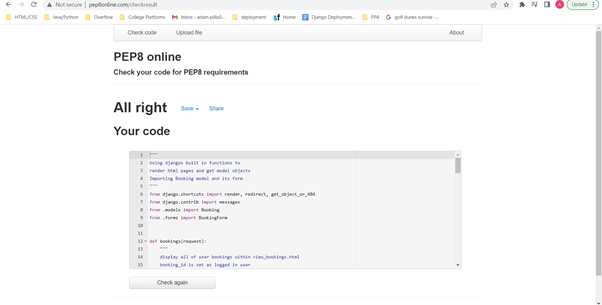 Not secure | pep8online.com/checkresult
Update
HTML/CSS Java/Python Overflow College Platforms Inbox - adam.pillis0... deployment Home Django Deploymen... PP4 golf dunes sunrise -...
Check code Upload file About
PEP8 online
Check your code for PEP8 requirements
All right Save Share
Your code
1 """
2 Using djangos built in functions to
3 render html pages and get model objects
4 Importing Booking model and its form
5 """
6 from django.shortcuts import render, redirect, get_object_or_404
7 from django.contrib import messages
8 from .models import Booking
9 from .forms import BookingForm
10
11
12 def bookings(request):
13 """
14 display all of user bookings within view_bookings.html
15 booking_id is set as logged in user
Check again